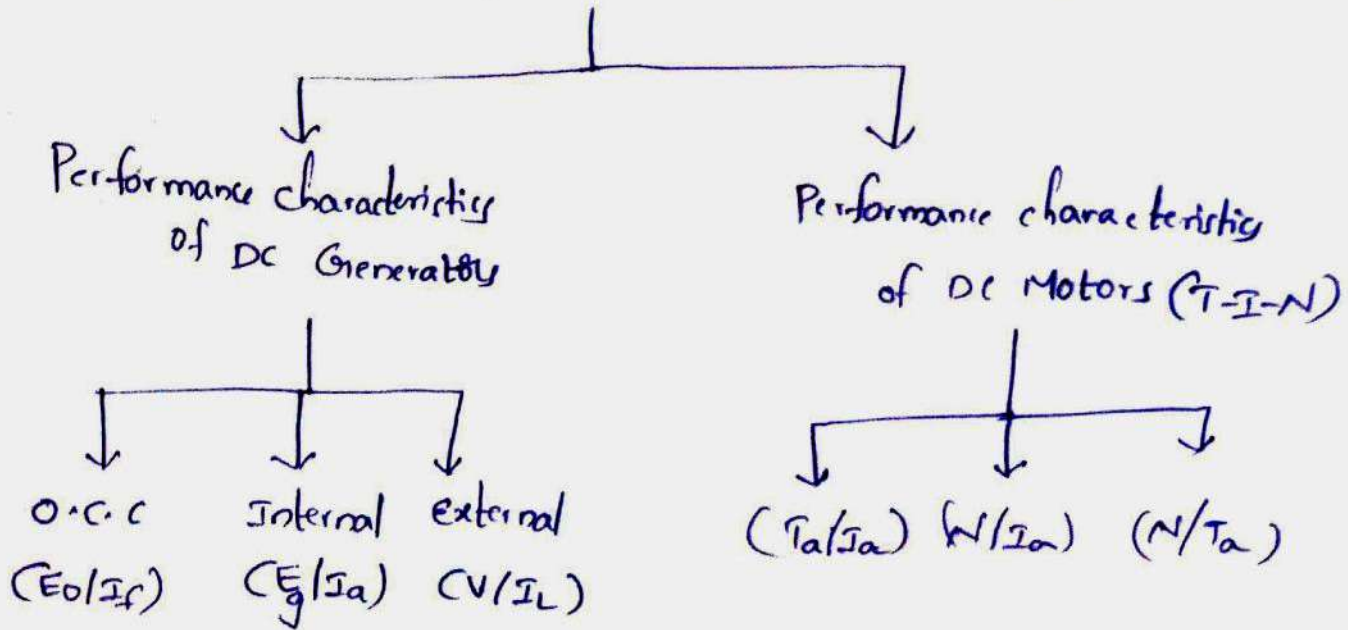 Performance characteristics
of DC Generators
Performance characteristics
of DC Motors (T-I-N)
O.C.C Internal External
(E0/If) (Eg/Ia) (V/IL)
(Ta/Ia) (N/Ia) (N/Ta)